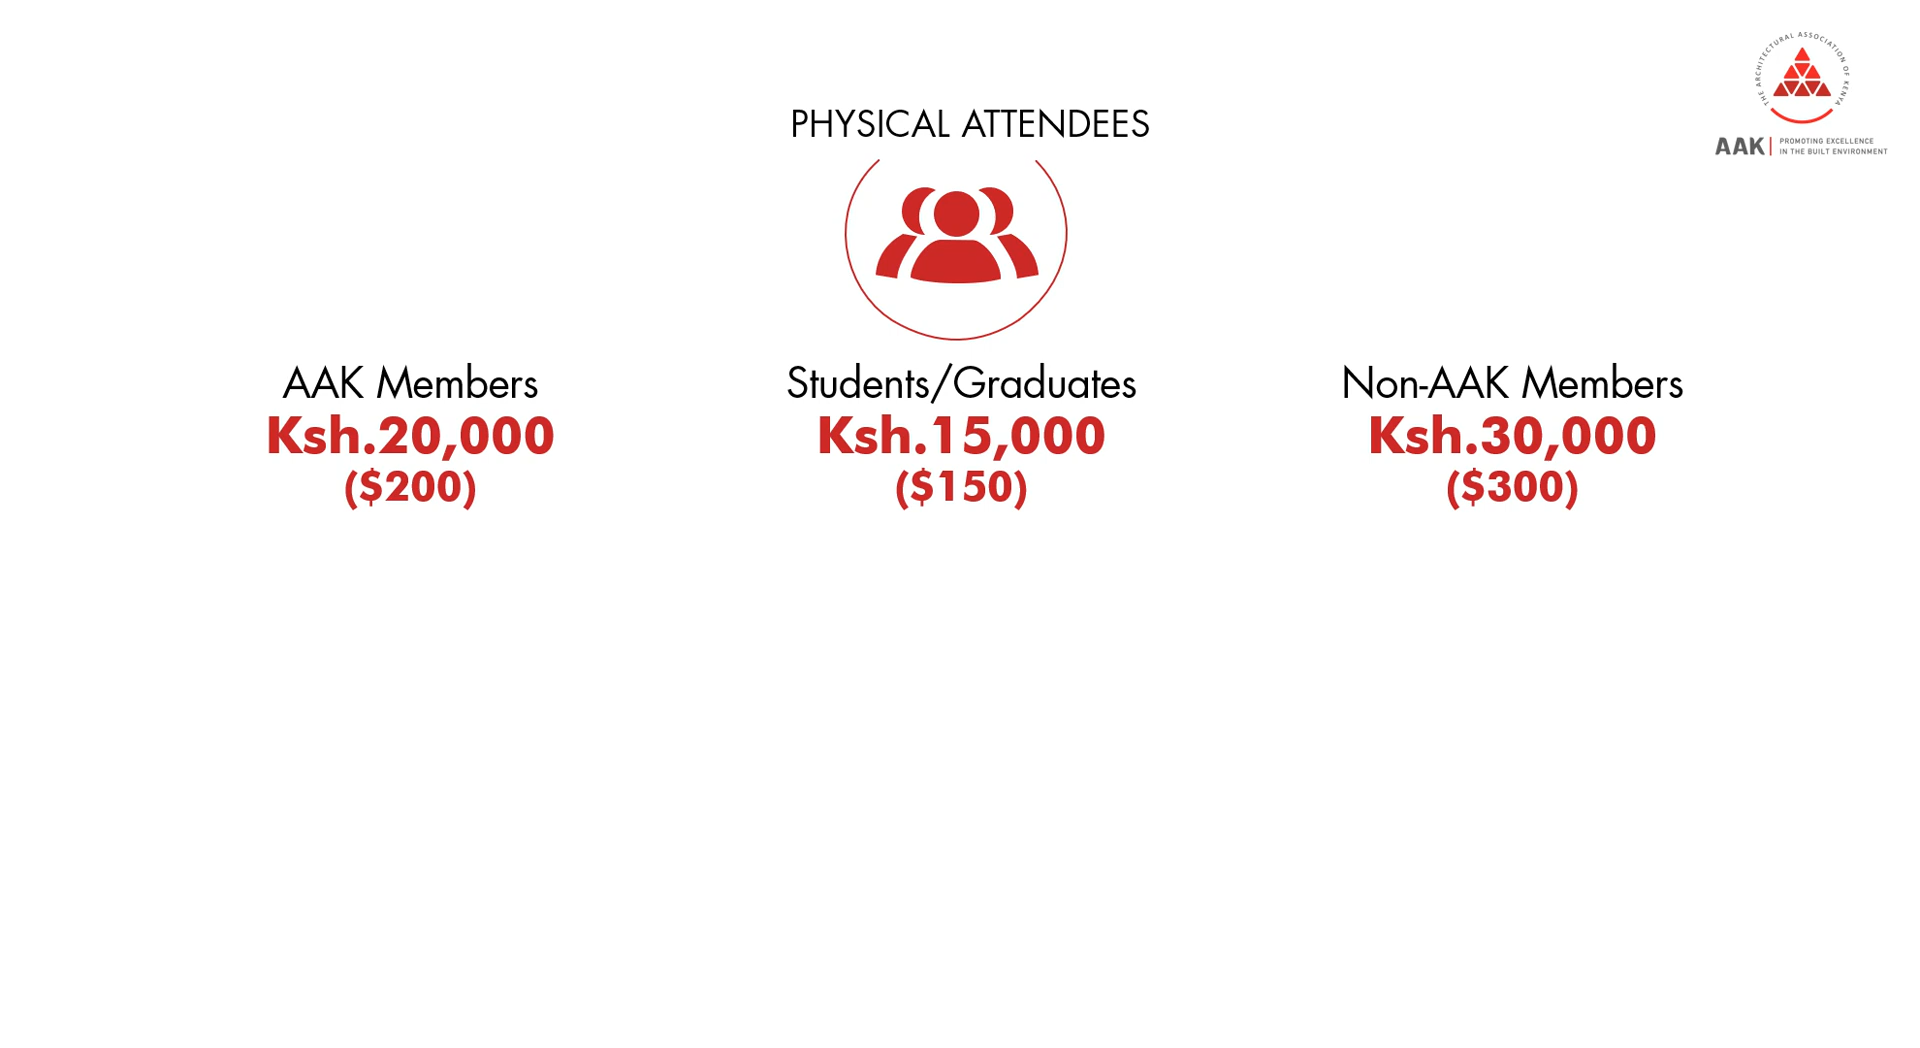 THE ARCHITECTURAL ASSOCIATION OF KENYA
AAK
PROMOTING EXCELLENCE
IN THE BUILT ENVIRONMENT
PHYSICAL ATTENDEES
AAK Members
Ksh.20,000
($200)
Students/Graduates
Ksh.15,000
($150)
Non-AAK Members
Ksh.30,000
($300)